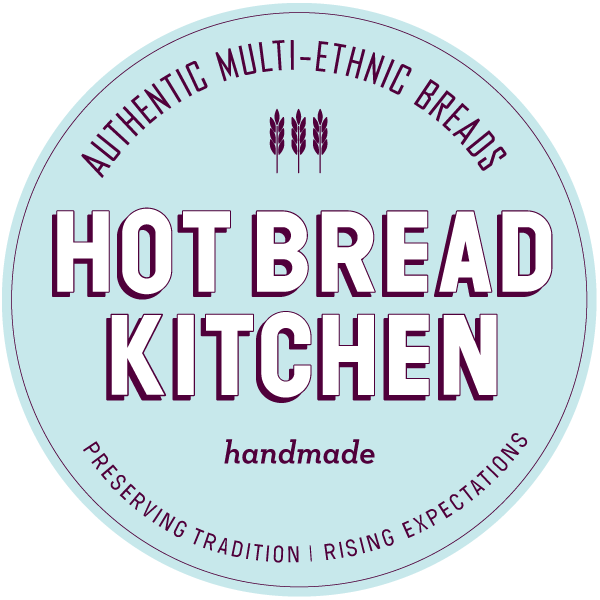 AUTHENTIC MULTI-ETHNIC BREADS
HOT BREAD
KITCHEN
handmade
PRESERVING TRADITION | RISING EXPECTATIONS